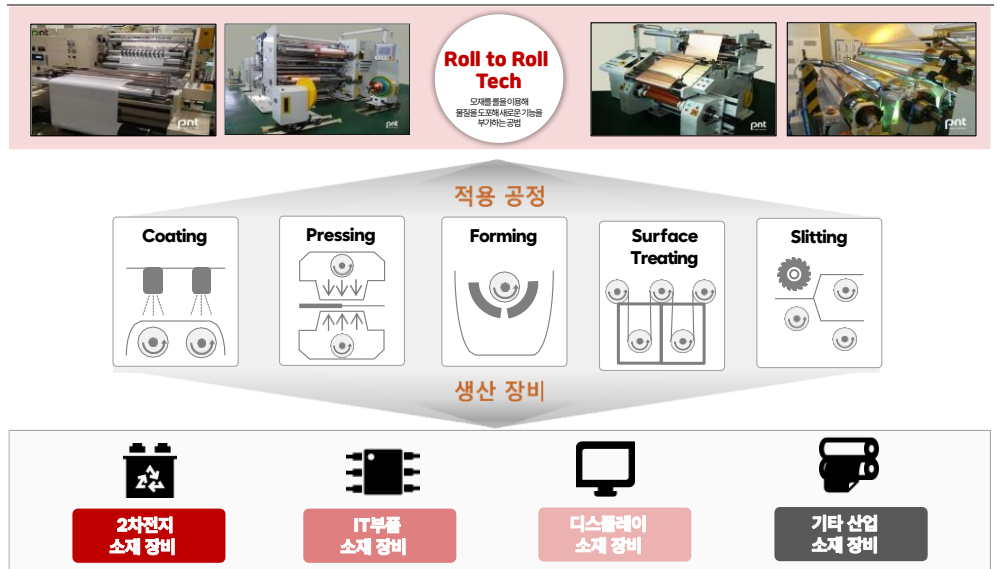 pnt
pnt
Roll to Roll
Tech
모재를 롤을 이용해
물질을 도포해 새로운 기능을
부가하는 공법
pnt
pnt
적용 공정
Coating
Pressing
Forming
Surface
Treating
Slitting
생산 장비
2차전지
소재 장비
IT부품
소재 장비
디스플레이
소재 장비
기타 산업
소재 장비